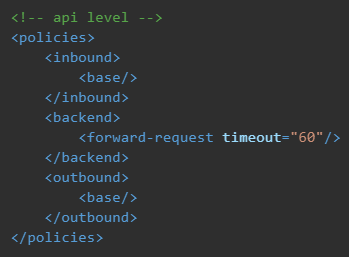 <!-- api level -->
<policies>
    <inbound>
        <base/>
    </inbound>
    <backend>
        <forward-request timeout="60"/>
    </backend>
    <outbound>
        <base/>
    </outbound>
</policies>